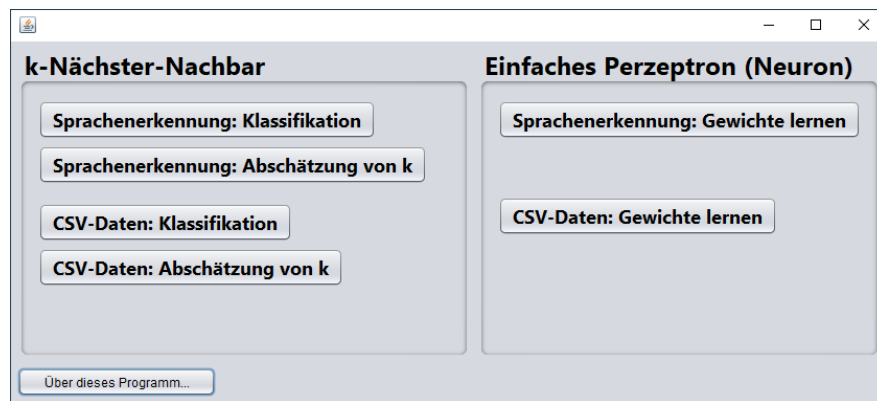 k-Nächster-Nachbar
Sprachenerkennung: Klassifikation
Sprachenerkennung: Abschätzung von k
CSV-Daten: Klassifikation
CSV-Daten: Abschätzung von k
Einfaches Perzeptron (Neuron)
Sprachenerkennung: Gewichte lernen
CSV-Daten: Gewichte lernen
Über dieses Programm...